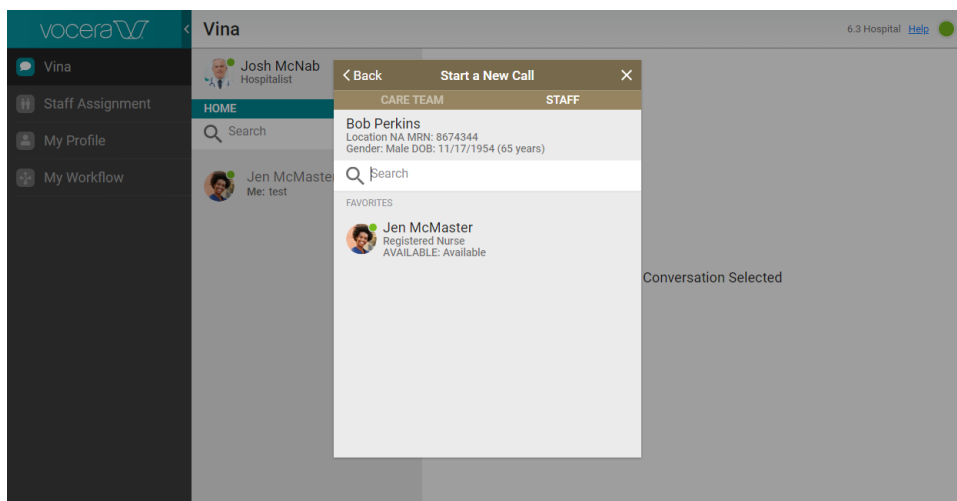 vocera
Vina
6.3 Hospital Help
Vina
Staff Assignment
My Profile
My Workflow
Josh McNab
Hospitalist
HOME
Search
Jen McMaste
Me: test
Back Start a New Call
CARE TEAM STAFF
Bob Perkins
Location NA MRN: 8674344
Gender: Male DOB: 11/17/1954 (65 years)
Search
FAVORITES
Jen McMaster
Registered Nurse
AVAILABLE: Available
Conversation Selected